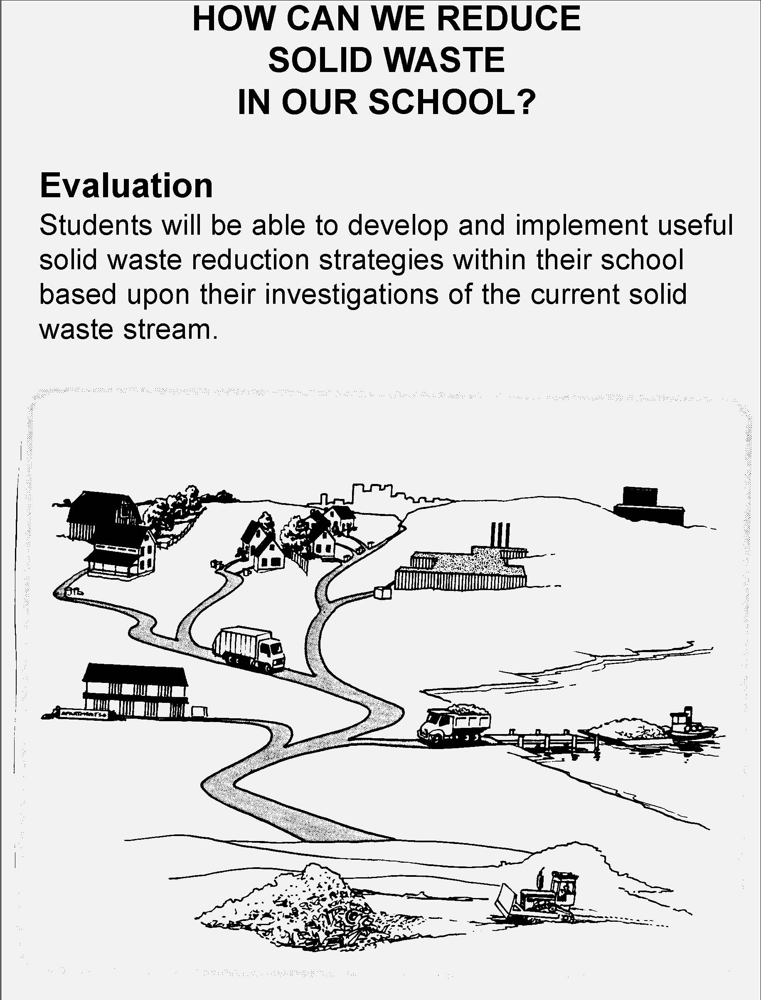 HOW CAN WE REDUCE
SOLID WASTE
IN OUR SCHOOL?
Evaluation
Students will be able to develop and implement useful
solid waste reduction strategies within their school
based upon their investigations of the current solid
waste stream.
APARTMENTS